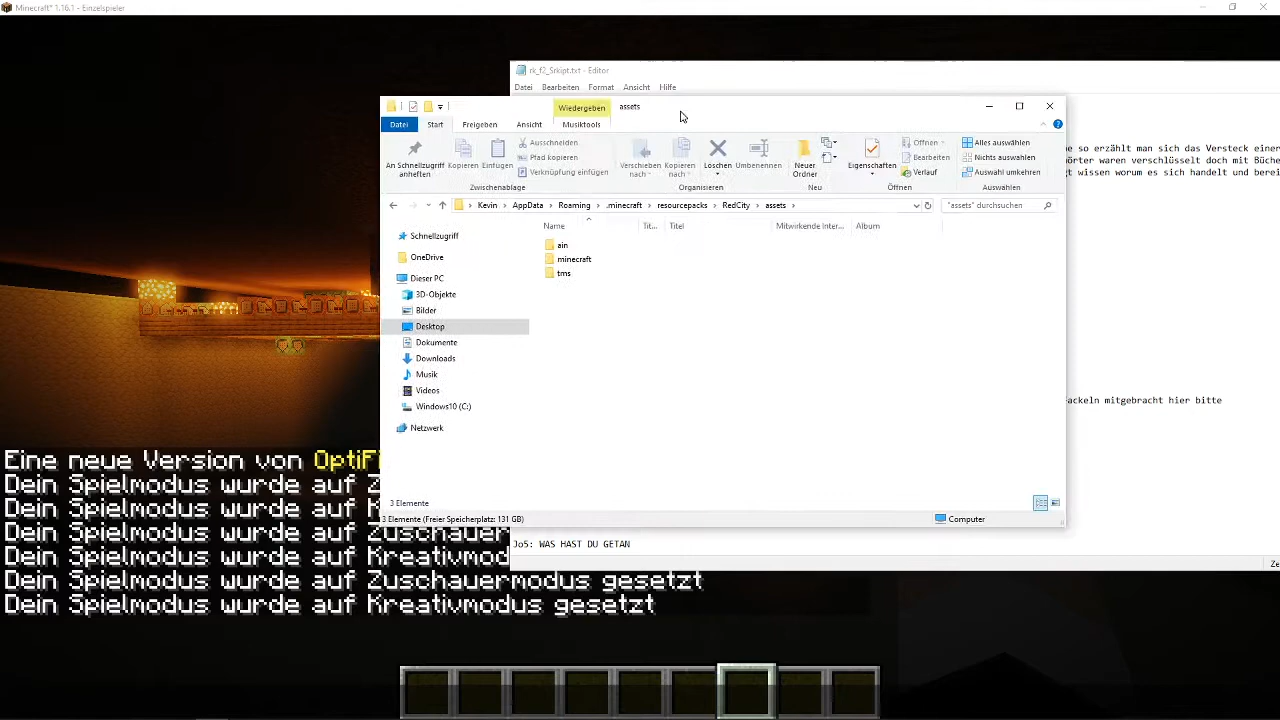 Minecraft* 1.16.1 - Einzelspieler
rk_f2_Srkipt.txt - Editor
Datei Bearbeiten Format Ansicht Hilfe
Wiedergeben assets
Datei Start Freigeben Ansicht Musiktools
An Schnellzugriff anheften
Kopieren
Einfügen
Ausschneiden
Pfad kopieren
Verknüpfung einfügen
Zwischenablage
Verschieben nach
Kopieren nach
Löschen
Umbenennen
Organisieren
Neuer Ordner
Neu
Eigenschaften
Öffnen
Bearbeiten
Verlauf
Öffnen
Alles auswählen
Nichts auswählen
Auswahl umkehren
Auswählen
e so erzählt man sich das Versteck einer
örter waren verschlüsselt doch mit Büche
t wissen worum es sich handelt und berei
Kevin > AppData > Roaming > .minecraft > resourcepacks > RedCity > assets >
"assets" durchsuchen
Name Tit... Titel Mitwirkende Inter... Album
Schnellzugriff
OneDrive
Dieser PC
3D-Objekte
Bilder
Desktop
Dokumente
Downloads
Musik
Videos
Windows10 (C:)
Netzwerk
ain
minecraft
tms
ackeln mitgebracht hier bitte
3 Elemente
3 Elemente (Freier Speicherplatz: 131 GB)
Computer
Jo5: WAS HAST DU GETAN
Ze
Eine neue Version von OptiFi
Dein Spielmodus wurde auf Z
Dein Spielmodus wurde auf K
Dein Spielmodus wurde auf Zuschauer
Dein Spielmodus wurde auf Kreativmod
Dein Spielmodus wurde auf Zuschauermodus gesetzt
Dein Spielmodus wurde auf Kreativmodus gesetzt